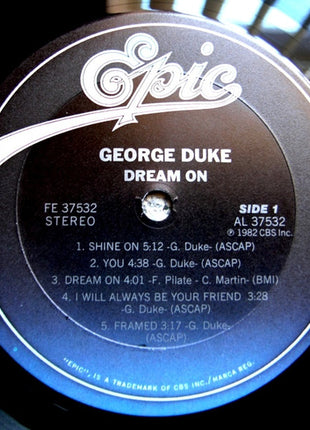 Epic
GEORGE DUKE
DREAM ON
FE 37532
STEREO
SIDE 1
AL 37532
℗ 1982 CBS Inc.
1. SHINE ON 5:12 -G. Duke- (ASCAP)
2. YOU 4:38 -G. Duke- (ASCAP)
3. DREAM ON 4:01 -F. Pilate - C. Martin- (BMI)
4. I WILL ALWAYS BE YOUR FRIEND 3:28
-G. Duke- (ASCAP)
5. FRAMED 3:17 -G. Duke-
(ASCAP)
"EPIC", IS A TRADEMARK OF CBS INC./MARCA REG.